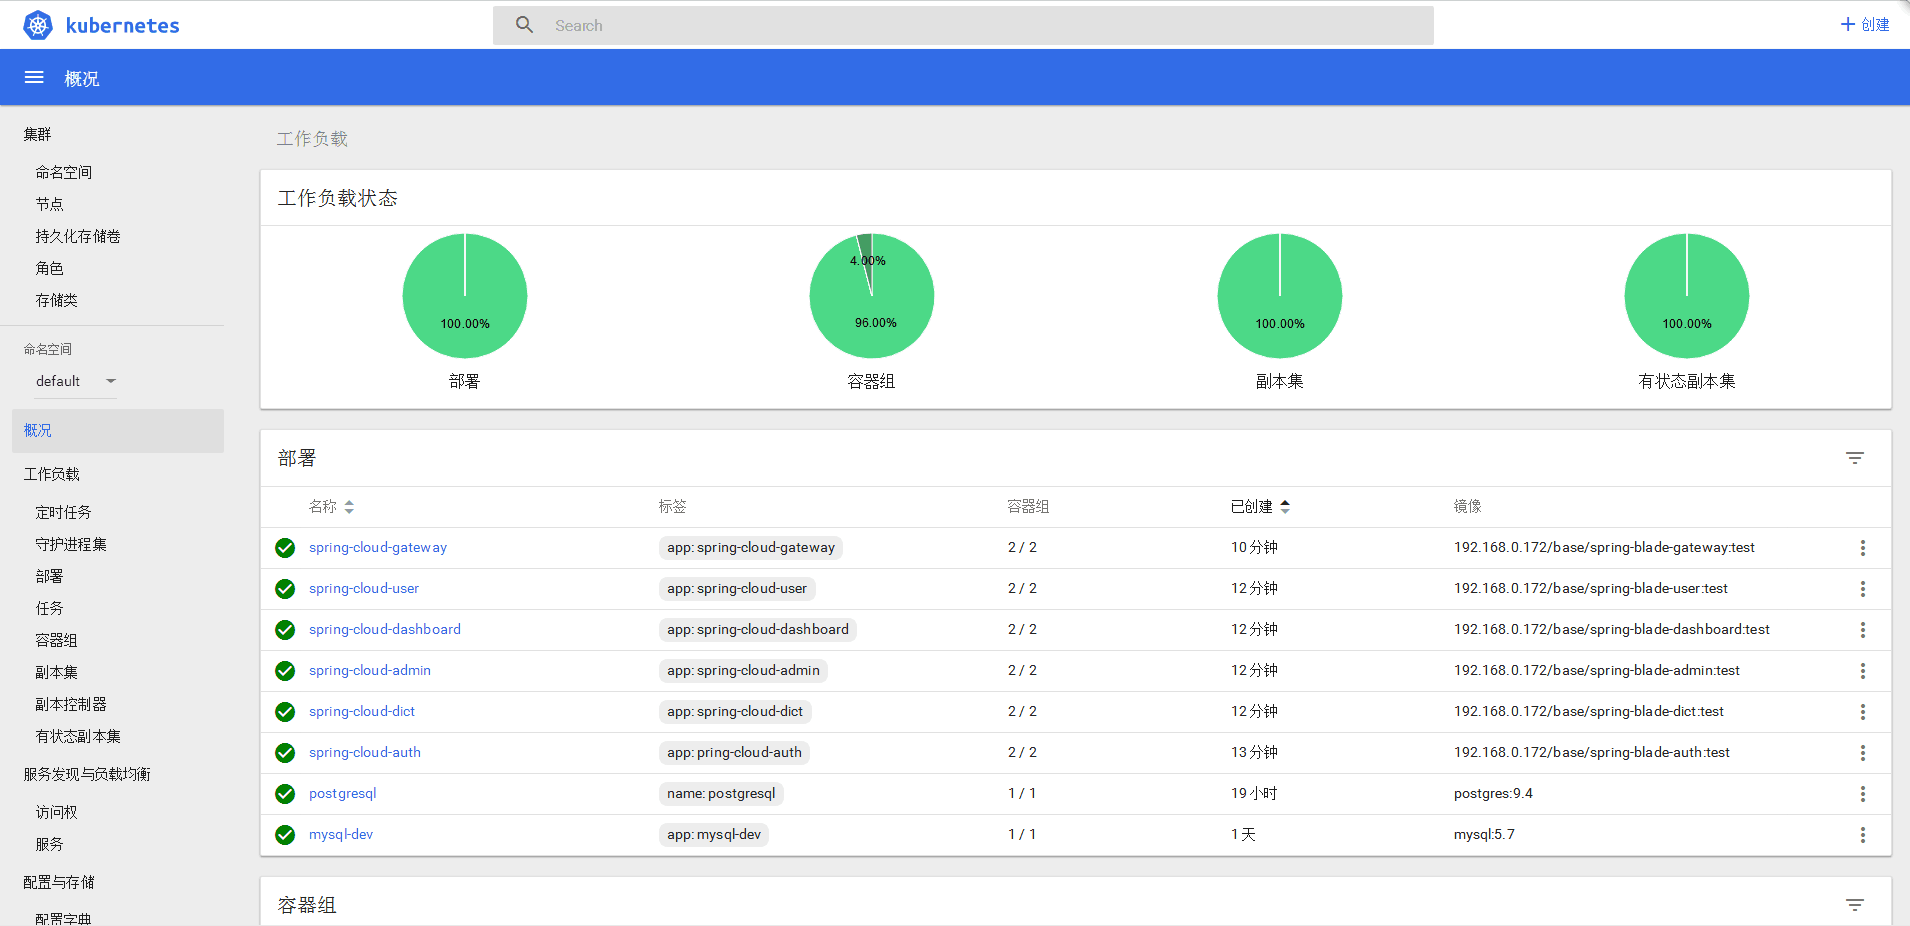 kubernetes
Search
创建
概况
集群
命名空间
节点
持久化存储卷
角色
存储类
命名空间
default
概况
工作负载
定时任务
守护进程集
部署
任务
容器组
副本集
副本控制器
有状态副本集
服务发现与负载均衡
访问权
服务
配置与存储
配置字典
工作负载
工作负载状态
100.00%
部署
4.00%
96.00%
容器组
100.00%
副本集
100.00%
有状态副本集
部署
名称 标签 容器组 已创建 镜像
spring-cloud-gateway app: spring-cloud-gateway 2 / 2 10 分钟 192.168.0.172/base/spring-blade-gateway:test
spring-cloud-user app: spring-cloud-user 2 / 2 12 分钟 192.168.0.172/base/spring-blade-user:test
spring-cloud-dashboard app: spring-cloud-dashboard 2 / 2 12 分钟 192.168.0.172/base/spring-blade-dashboard:test
spring-cloud-admin app: spring-cloud-admin 2 / 2 12 分钟 192.168.0.172/base/spring-blade-admin:test
spring-cloud-dict app: spring-cloud-dict 2 / 2 12 分钟 192.168.0.172/base/spring-blade-dict:test
spring-cloud-auth app: pring-cloud-auth 2 / 2 13 分钟 192.168.0.172/base/spring-blade-auth:test
postgresql name: postgresql 1 / 1 19 小时 postgres:9.4
mysql-dev app: mysql-dev 1 / 1 1 天 mysql:5.7
容器组